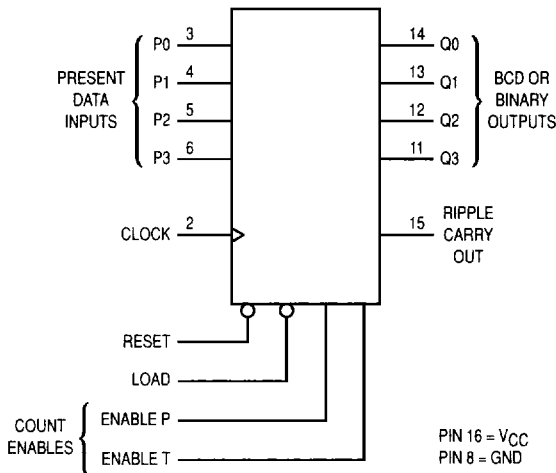 PRESENT
DATA
INPUTS
P0 3
P1 4
P2 5
P3 6
CLOCK 2
14 Q0
13 Q1
12 Q2
11 Q3
BCD OR
BINARY
OUTPUTS
15 RIPPLE
CARRY
OUT
RESET
LOAD
COUNT
ENABLES
ENABLE P
ENABLE T
PIN 16 = VCC
PIN 8 = GND